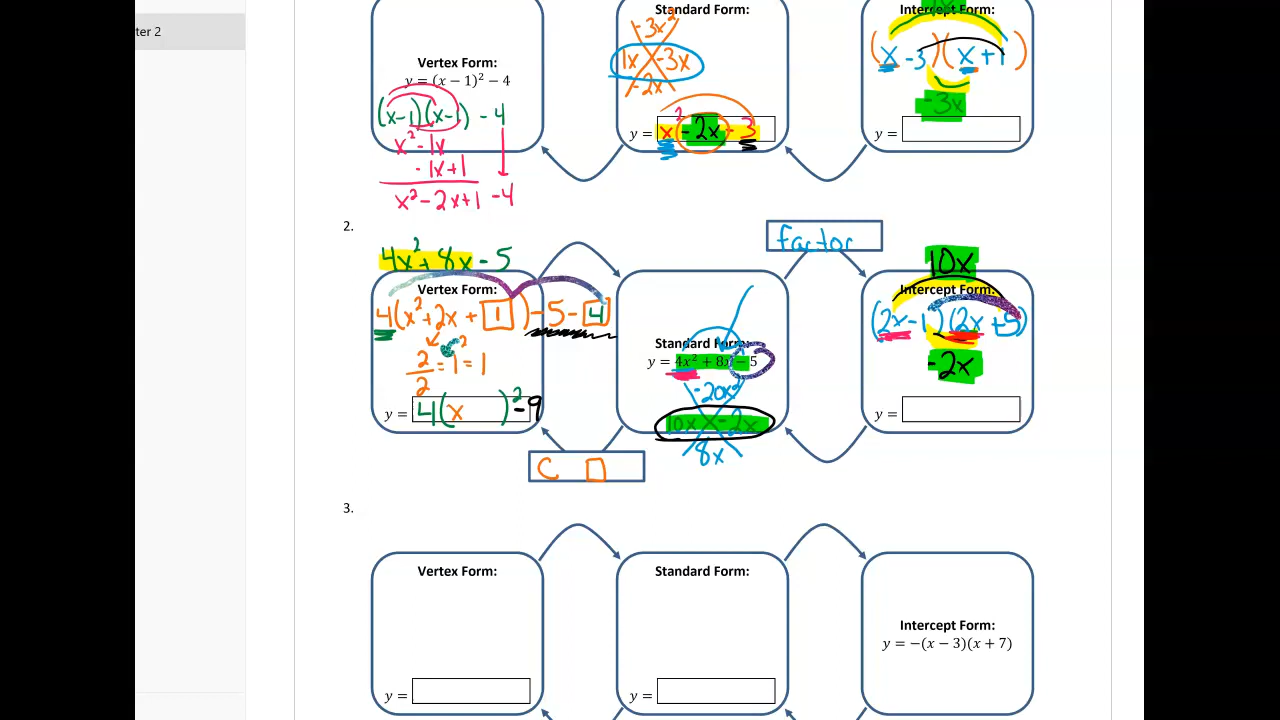 ter 2
Vertex Form:
y = (x − 1)² − 4
(x-1)(x-1) - 4
x² - 1x
- 1x+1
x² - 2x+1 -4
Standard Form:
-3x²
1x -3x
-2x
y = x² - 2x - 3
Intercept Form:
(x - 3)(x + 1)
-3x
y =
2.
4x² + 8x - 5
Vertex Form:
4(x² + 2x + 1) - 5 - 4
2/2 = 1² = 1
y = 4(x )² - 9
C □
Standard Form:
y = 4x² + 8x − 5
-20x²
10x -2x
8x
factor
10x
Intercept Form:
(2x - 1)(2x + 5)
-2x
y =
3.
Vertex Form:
y =
Standard Form:
y =
Intercept Form:
y = −(x − 3)(x + 7)